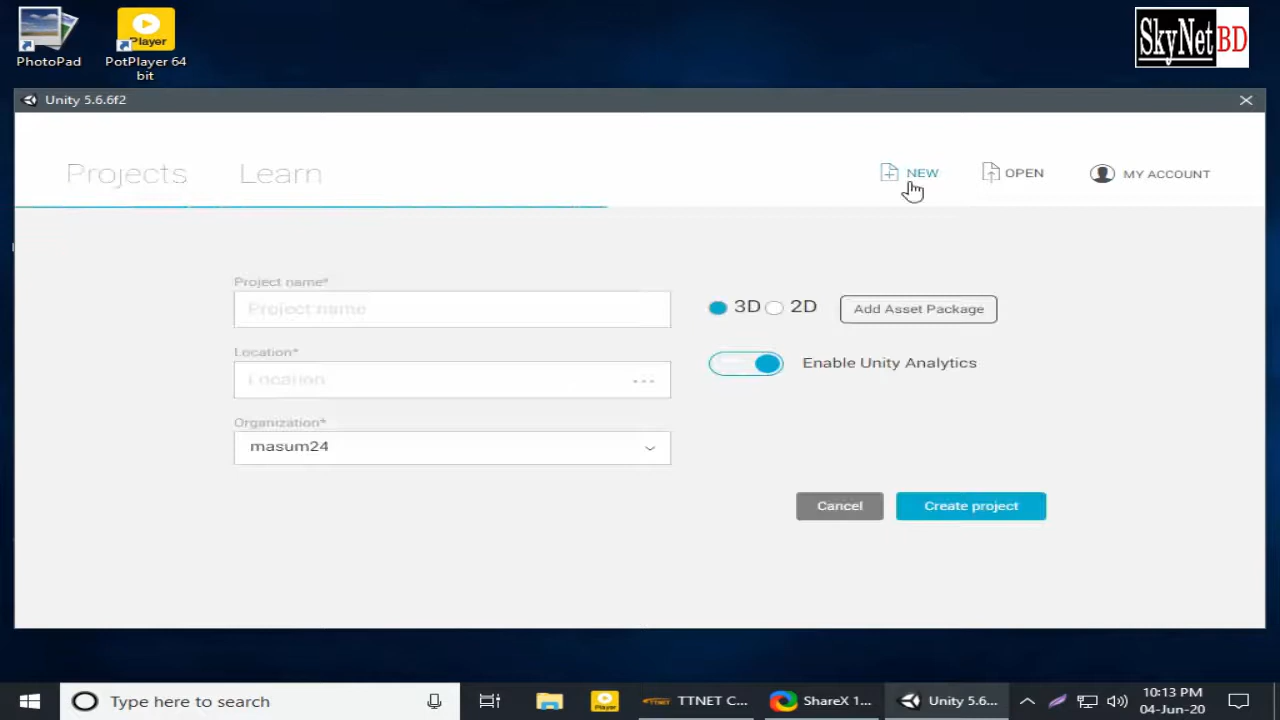 PhotoPad
Player
PotPlayer 64
bit
SkyNetBD
Unity 5.6.6f2
Projects
Learn
NEW
OPEN
MY ACCOUNT
Project name*
Project name
3D
2D
Add Asset Package
Location*
Location
Enable Unity Analytics
Organization*
masum24
Cancel
Create project
Type here to search
Player
TTNET C...
ShareX 1...
Unity 5.6...
10:13 PM
04-Jun-20